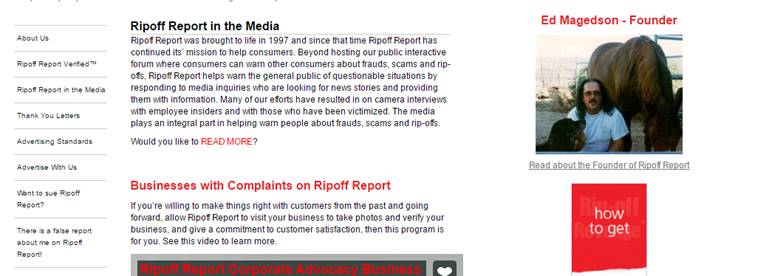 About Us
Ripoff Report Verified™
Ripoff Report in the Media
Thank You Letters
Advertising Standards
Advertise With Us
Want to sue Ripoff
Report?
There is a false report
about me on Ripoff
Report!
Ripoff Report in the Media
Ripoff Report was brought to life in 1997 and since that time Ripoff Report has
continued its' mission to help consumers. Beyond hosting our public interactive
forum where consumers can warn other consumers about frauds, scams and rip-
offs, Ripoff Report helps warn the general public of questionable situations by
responding to media inquiries who are looking for news stories and providing
them with information. Many of our efforts have resulted in on camera interviews
with employee insiders and with those who have been victimized. The media
plays an integral part in helping warn people about frauds, scams and rip-offs.
Would you like to READ MORE?
Businesses with Complaints on Ripoff Report
If you're willing to make things right with customers from the past and going
forward, allow Ripoff Report to visit your business to take photos and verify your
business, and give a commitment to customer satisfaction, then this program is
for you. See this video to learn more.
Ripoff Report Corporate Advocacy Business
Ed Magedson - Founder
Read about the Founder of Ripoff Report
Rip-off
Revenge
how
to get